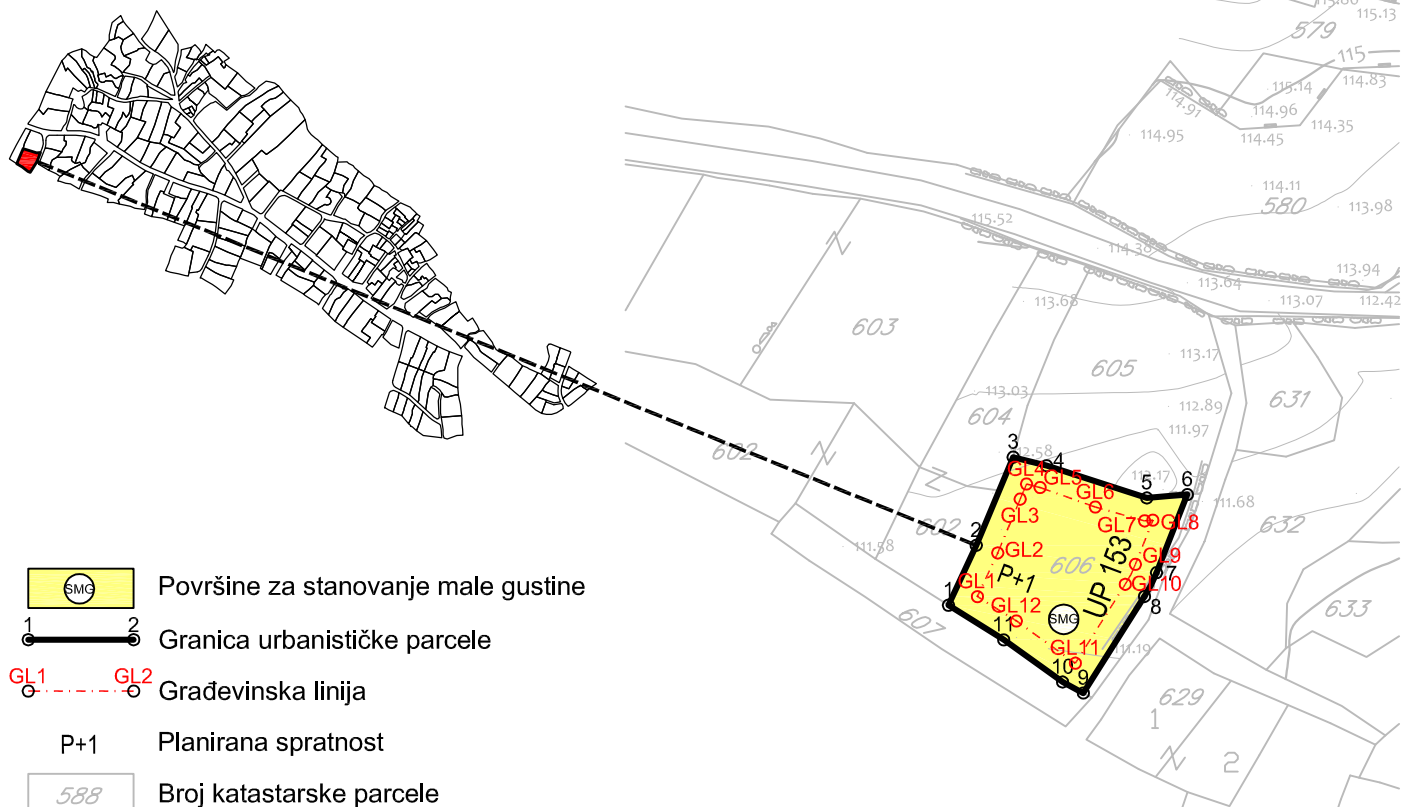 115.13
579
115
114.83
115.14
114.91
114.96
114.35
114.95
114.45
114.11
580
113.98
115.52
114.38
113.94
113.64
113.07
112.42
113.68
603
113.17
605
113.03
112.89
631
604
111.97
3
112.58
4
602
GL4
GL5
5
6
111.68
GL6
GL3
GL7
GL8
632
602
2
111.58
GL2
GL9
606
UP 153
7
P+1
GL1
GL10
8
1
GL12
SMG
633
607
11
GL11
111.19
10
9
629
1
2
SMG
Površine za stanovanje male gustine
1 2
Granica urbanističke parcele
GL1 GL2
Građevinska linija
P+1
Planirana spratnost
588
Broj katastarske parcele